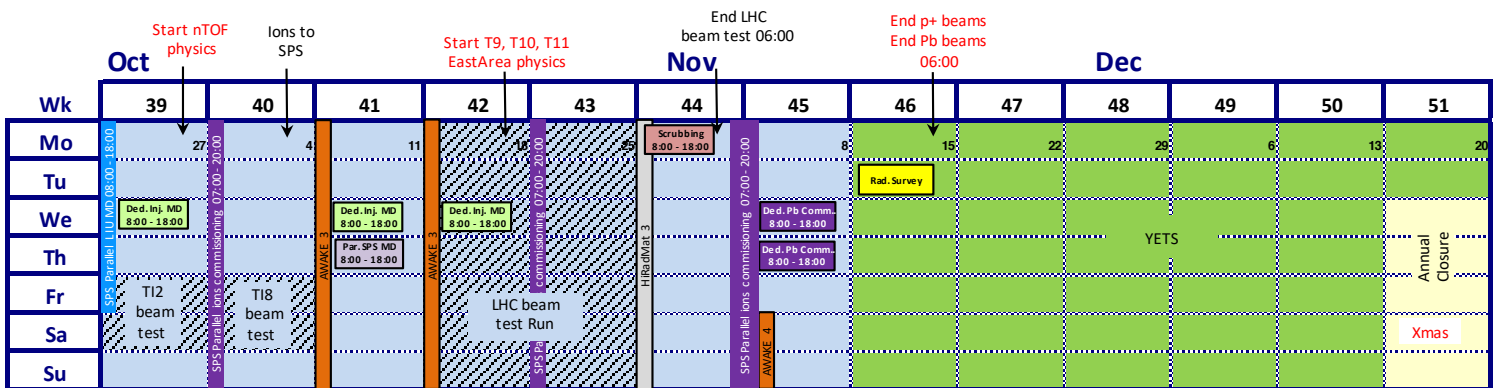 Start nTOF
physics
Ions to
SPS
Start T9, T10, T11
EastArea physics
End LHC
beam test 06:00
End p+ beams
End Pb beams
06:00
Oct
Nov
Dec
Wk 39 40 41 42 43 44 45 46 47 48 49 50 51
Mo 27 4 11 18 25 8 15 22 29 6 13 20
Scrubbing
8:00 - 18:00
Tu
Rad. Survey
We
Ded. Inj. MD
8:00 - 18:00
Ded. Inj. MD
8:00 - 18:00
Ded. Inj. MD
8:00 - 18:00
Ded. Pb Comm..
8:00 - 18:00
Th
Par. SPS MD
8:00 - 18:00
Ded. Pb Comm..
8:00 - 18:00
YETS
Annual
Closure
Fr
TI2
beam
test
TI8
beam
test
LHC beam
test Run
Sa
Xmas
Su
SPS Parallel LIU MD 08:00 - 18:00
SPS Parallel ions commissioning 07:00 - 20:00
AWAKE 3
AWAKE 3
SPS Pa commissioning 07:00 - 20:00
HiRadMat 3
SPS Parallel ions commissioning 07:00 - 20:00
AWAKE 4